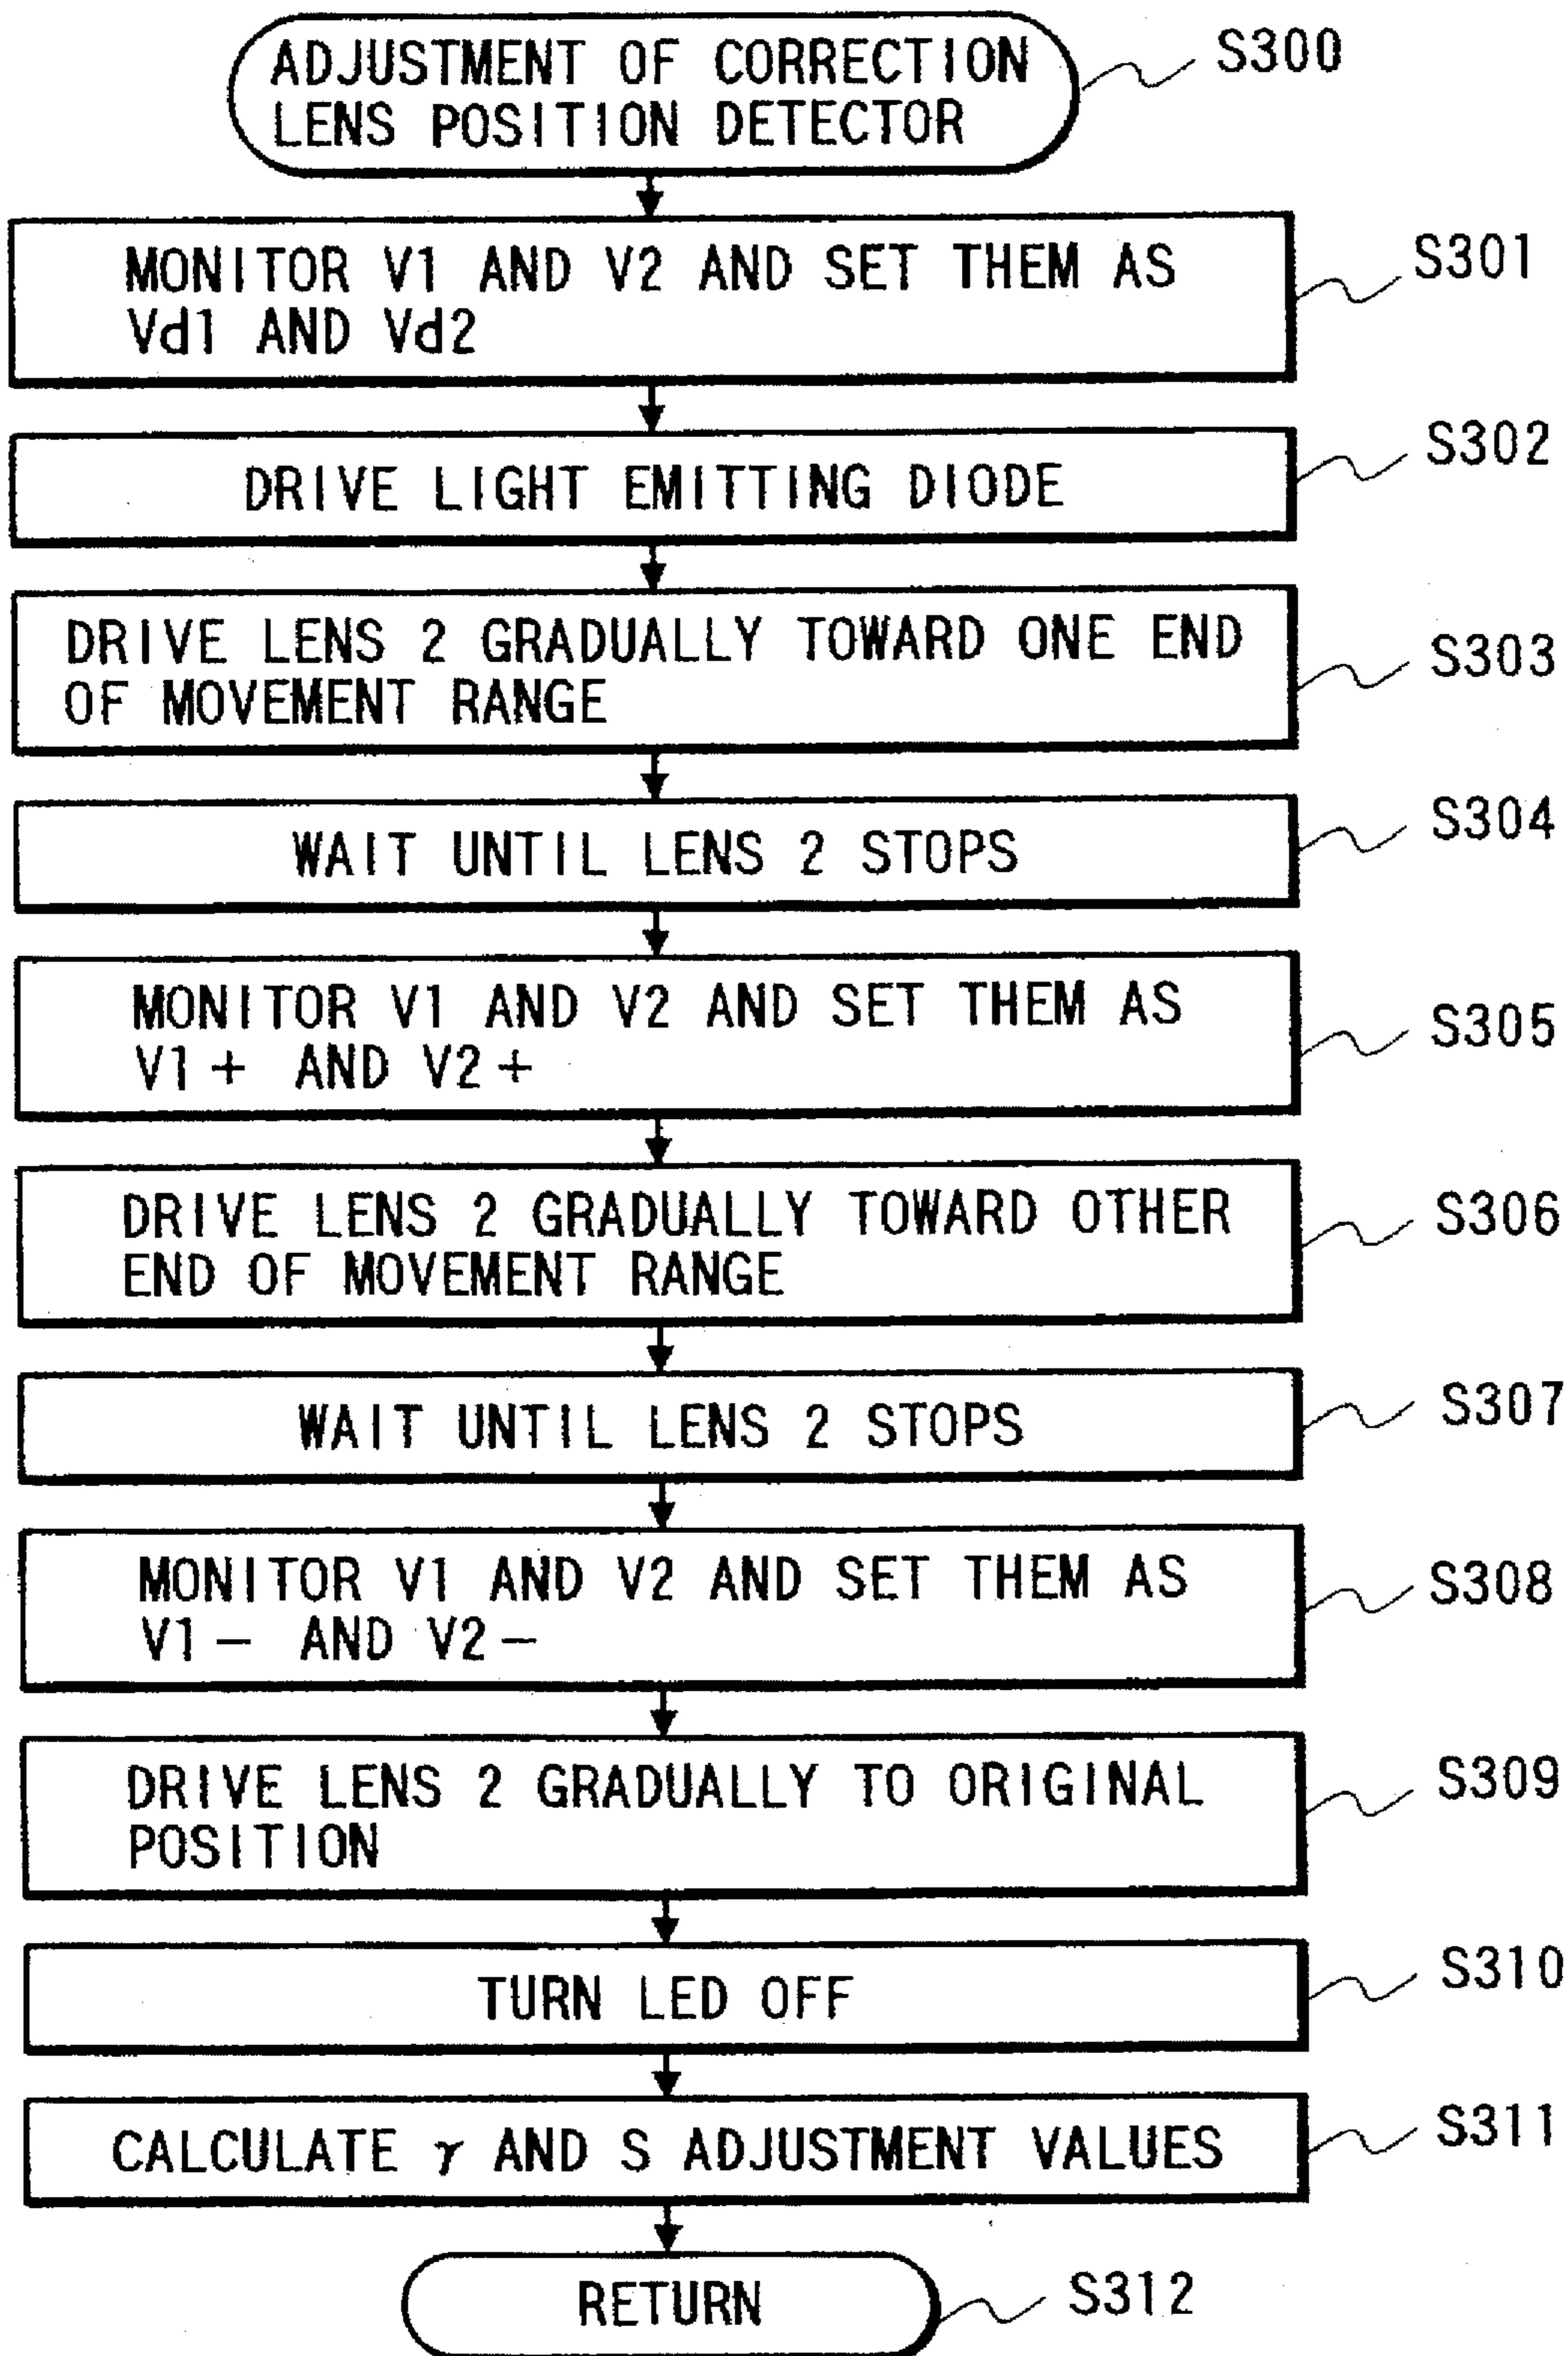 ADJUSTMENT OF CORRECTION
LENS POSITION DETECTOR
S300
MONITOR V1 AND V2 AND SET THEM AS
Vd1 AND Vd2
S301
DRIVE LIGHT EMITTING DIODE
S302
DRIVE LENS 2 GRADUALLY TOWARD ONE END
OF MOVEMENT RANGE
S303
WAIT UNTIL LENS 2 STOPS
S304
MONITOR V1 AND V2 AND SET THEM AS
V1+ AND V2+
S305
DRIVE LENS 2 GRADUALLY TOWARD OTHER
END OF MOVEMENT RANGE
S306
WAIT UNTIL LENS 2 STOPS
S307
MONITOR V1 AND V2 AND SET THEM AS
V1− AND V2−
S308
DRIVE LENS 2 GRADUALLY TO ORIGINAL
POSITION
S309
TURN LED OFF
S310
CALCULATE γ AND S ADJUSTMENT VALUES
S311
RETURN
S312